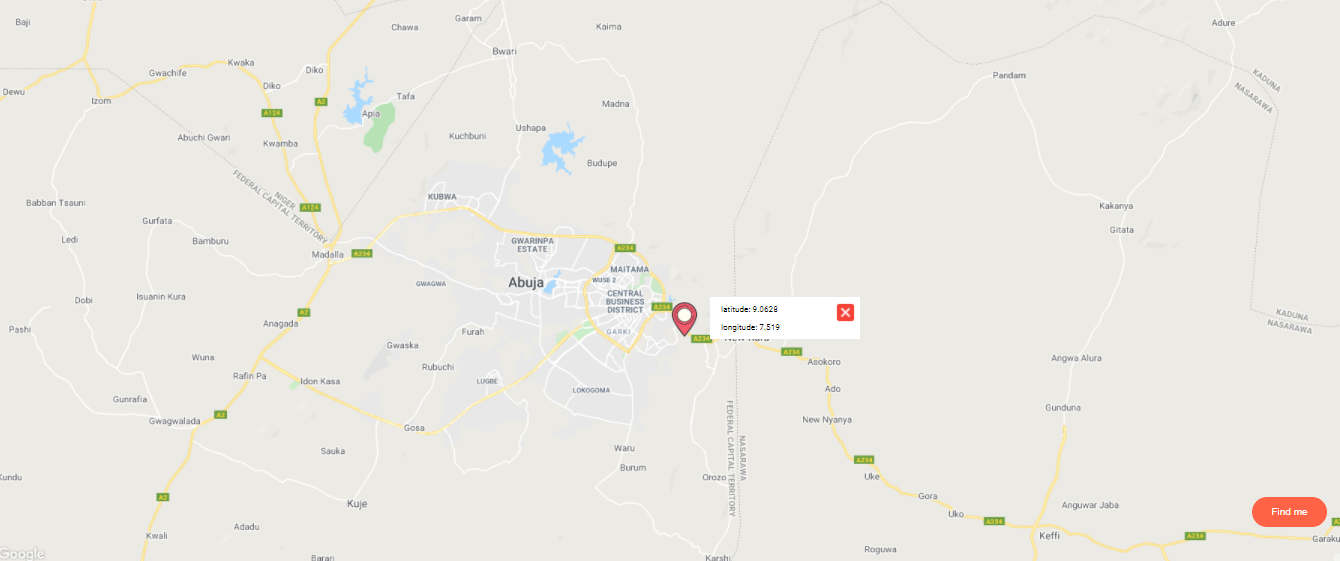 Baji
Garam
Chawa
Kaima
Adure
Bwari
Kwaka
Gwachife
Diko
Diko
Pandam
KADUNA
NASARAWA
Dewu
Izom
A2
Tafa
Madna
A124
Apia
Ushapa
Abuchi Gwari
Kuchbuni
Kwamba
Budupe
NIGER
FEDERAL CAPITAL TERRITORY
KUBWA
Babban Tsauni
A124
Kakanya
Gurfata
Gitata
Ledi
Bamburu
Madalla
A234
GWARINPA
ESTATE
A234
MAITAMA
WUSE 2
Abuja
GWAGWA
CENTRAL
BUSINESS
DISTRICT
A234
latitude: 9.0628
longitude: 7.519
Dobi
Isuanin Kura
A2
KADUNA
NASARAWA
Pashi
Anagada
Furah
GARKI
A234
Gwaska
A234
Wuna
Rubuchi
Asokoro
Angwa Alura
Rafin Pa
Idon Kasa
LUGBE
LOKOGOMA
Ado
Gunrafia
Gwagwalada
A2
Gosa
New Nyanya
Gunduna
FEDERAL CAPITAL TERRITORY
NASARAWA
Sauka
Waru
Burum
A234
Kundu
Orozo
Uke
A2
Kuje
Gora
Anguwar Jaba
Find me
Uko
A234
Adadu
Kwali
Keffi
A234
Garaku
Roguwa
Google
Barari
Karshi